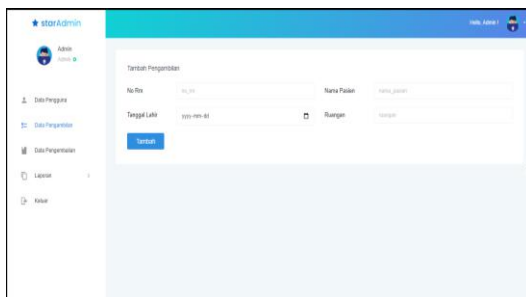 starAdmin
Hello, Admin !
Admin
Admin
Data Pengguna
Data Pengambilan
Data Pengembalian
Laporan
Keluar
Tambah Pengambilan
No Rm
no_rm
Nama Pasien
nama_pasien
Tanggal Lahir
yyyy-mm-dd
Ruangan
ruangan
Tambah